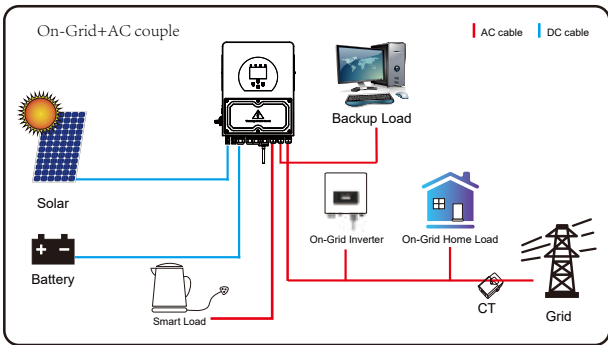 On-Grid+AC couple
AC cable
DC cable
Backup Load
Solar
On-Grid Inverter
On-Grid Home Load
Battery
Smart Load
CT
Grid